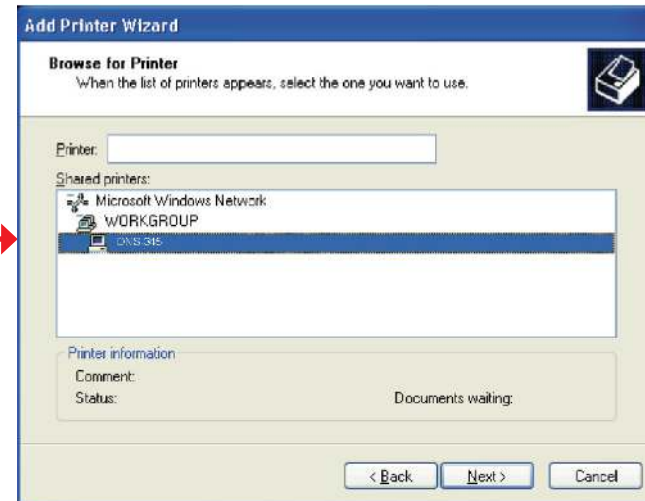 Add Printer Wizard
Browse for Printer
When the list of printers appears, select the one you want to use.
Printer:
Shared printers:
Microsoft Windows Network
WORKGROUP
DNS-345
Printer information
Comment:
Status:
Documents waiting:
< Back
Next >
Cancel